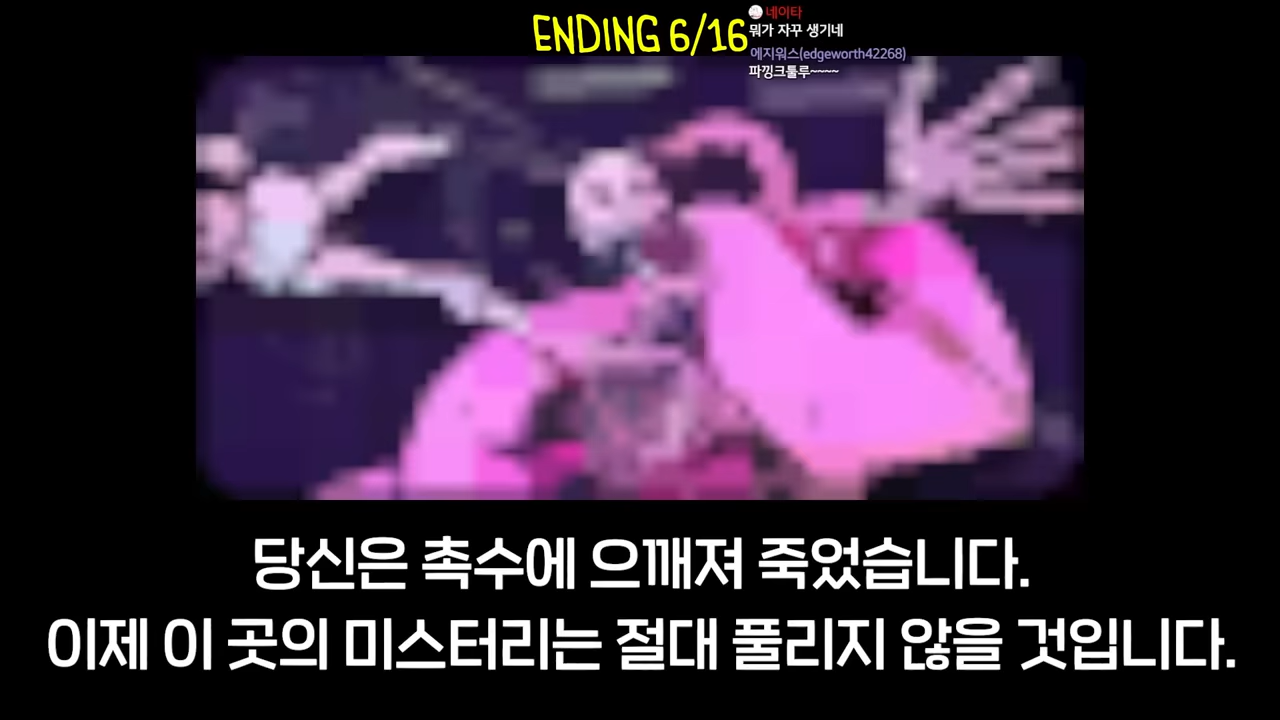 ENDING 6/16
네이타
뭐가 자꾸 생기네
에지워스(edgeworth42268)
파낑크툴루~~~~
당신은 촉수에 으깨져 죽었습니다.
이제 이 곳의 미스터리는 절대 풀리지 않을 것입니다.